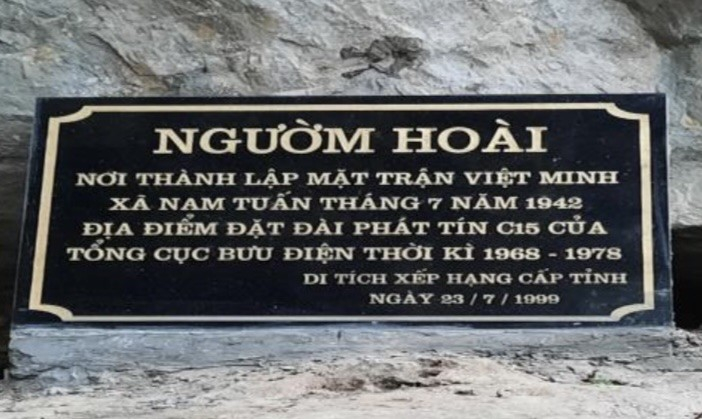 NGƯỜM HOÀI
NƠI THÀNH LẬP MẶT TRẬN VIỆT MINH
XÃ NAM TUẤN THÁNG 7 NĂM 1942
ĐỊA ĐIỂM ĐẶT ĐÀI PHÁT TÍN C15 CỦA
TỔNG CỤC BƯU ĐIỆN THỜI KÌ 1968 - 1978
DI TÍCH XẾP HẠNG CẤP TỈNH
NGÀY 23 / 7 / 1999